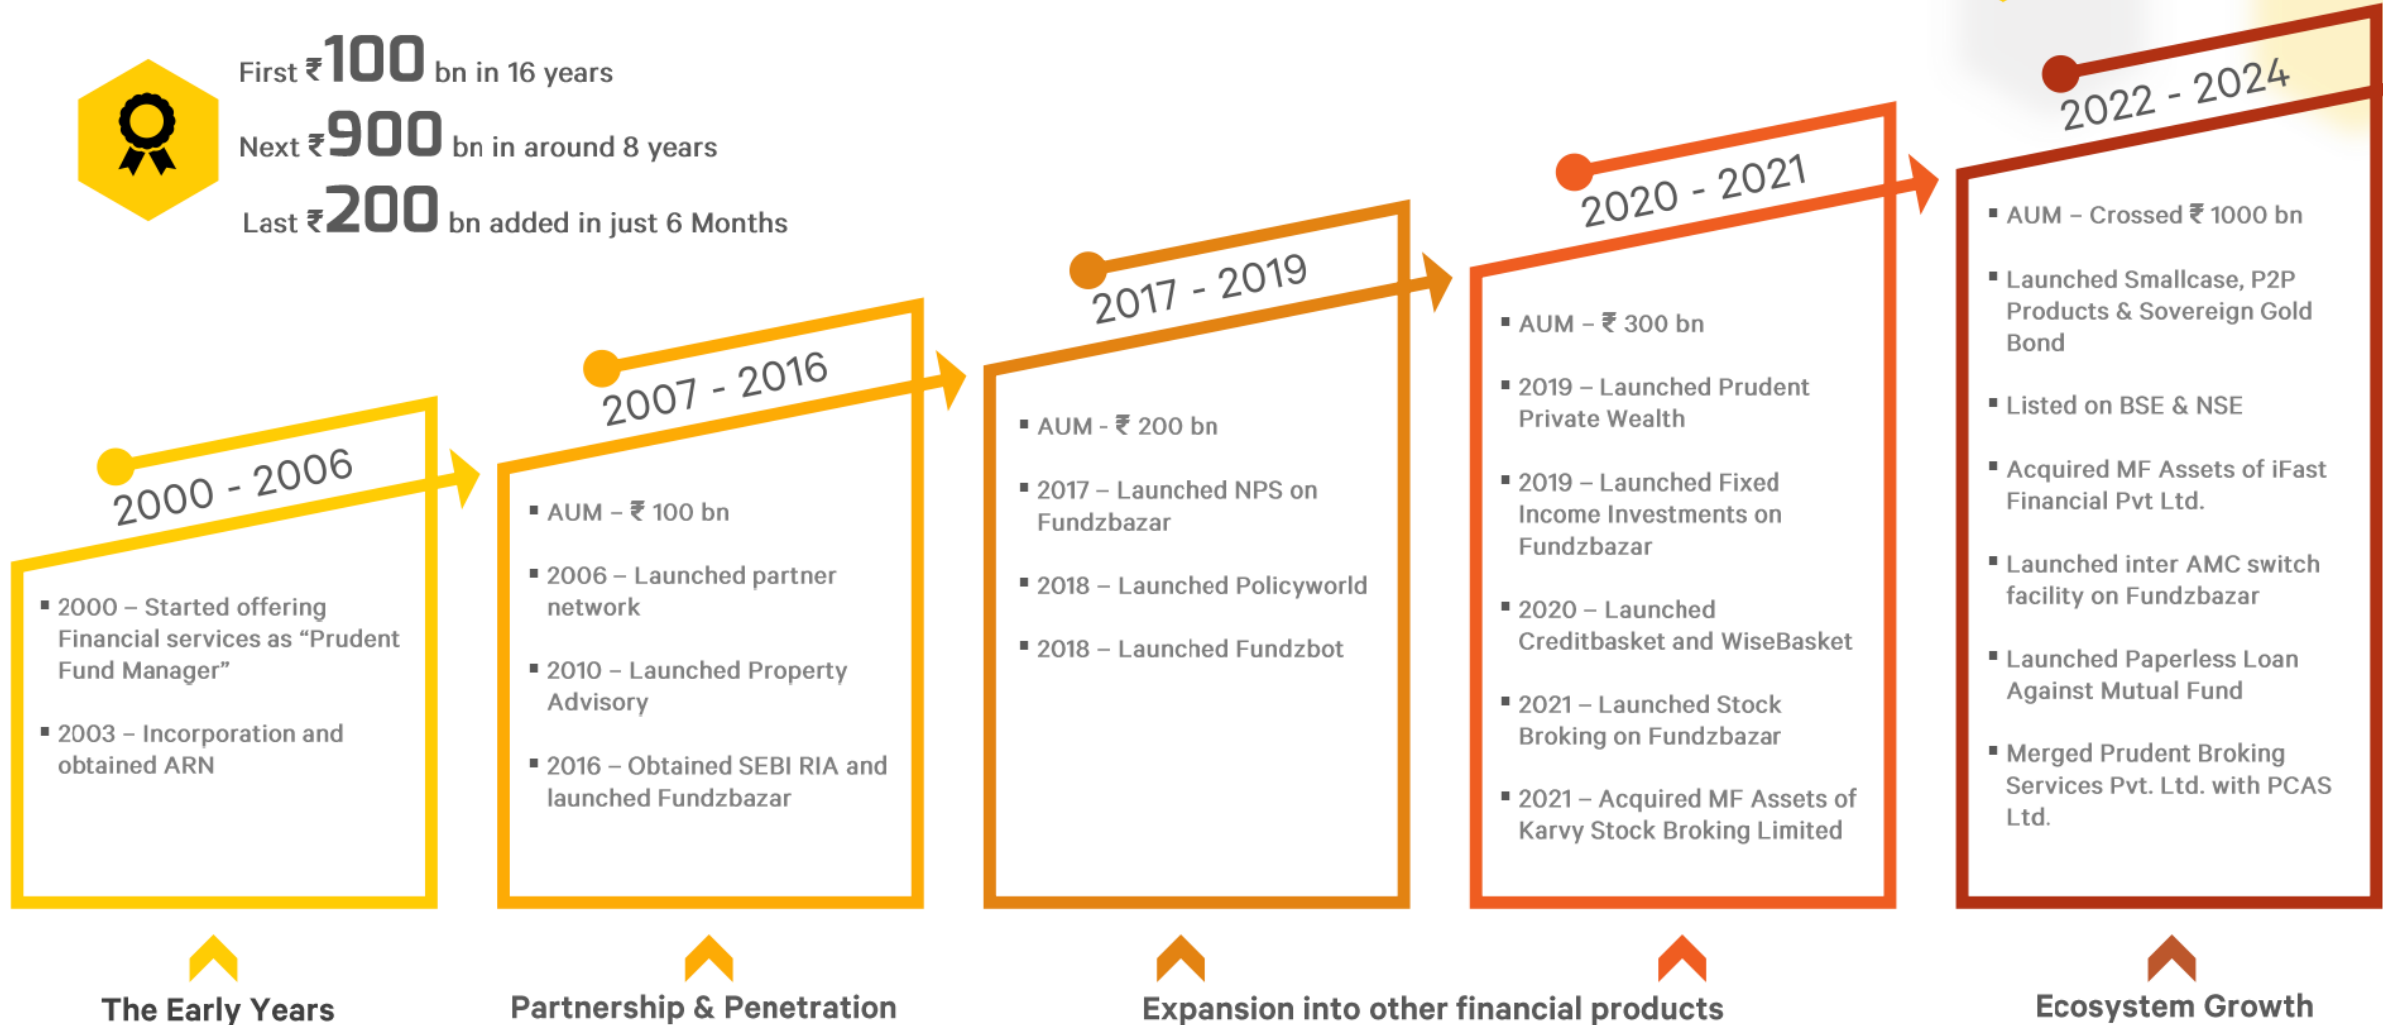 First ₹100 bn in 16 years
Next ₹900 bn in around 8 years
Last ₹200 bn added in just 6 Months
2000 - 2006
▪ 2000 – Started offering
Financial services as “Prudent
Fund Manager”
▪ 2003 – Incorporation and
obtained ARN
The Early Years
2007 - 2016
▪ AUM – ₹ 100 bn
▪ 2006 – Launched partner
network
▪ 2010 – Launched Property
Advisory
▪ 2016 – Obtained SEBI RIA and
launched Fundzbazar
Partnership & Penetration
2017 - 2019
▪ AUM - ₹ 200 bn
▪ 2017 – Launched NPS on
Fundzbazar
▪ 2018 – Launched Policyworld
▪ 2018 – Launched Fundzbot
2020 - 2021
▪ AUM – ₹ 300 bn
▪ 2019 – Launched Prudent
Private Wealth
▪ 2019 – Launched Fixed
Income Investments on
Fundzbazar
▪ 2020 – Launched
Creditbasket and WiseBasket
▪ 2021 – Launched Stock
Broking on Fundzbazar
▪ 2021 – Acquired MF Assets of
Karvy Stock Broking Limited
Expansion into other financial products
2022 - 2024
▪ AUM – Crossed ₹ 1000 bn
▪ Launched Smallcase, P2P
Products & Sovereign Gold
Bond
▪ Listed on BSE & NSE
▪ Acquired MF Assets of iFast
Financial Pvt Ltd.
▪ Launched inter AMC switch
facility on Fundzbazar
▪ Launched Paperless Loan
Against Mutual Fund
▪ Merged Prudent Broking
Services Pvt. Ltd. with PCAS
Ltd.
Ecosystem Growth